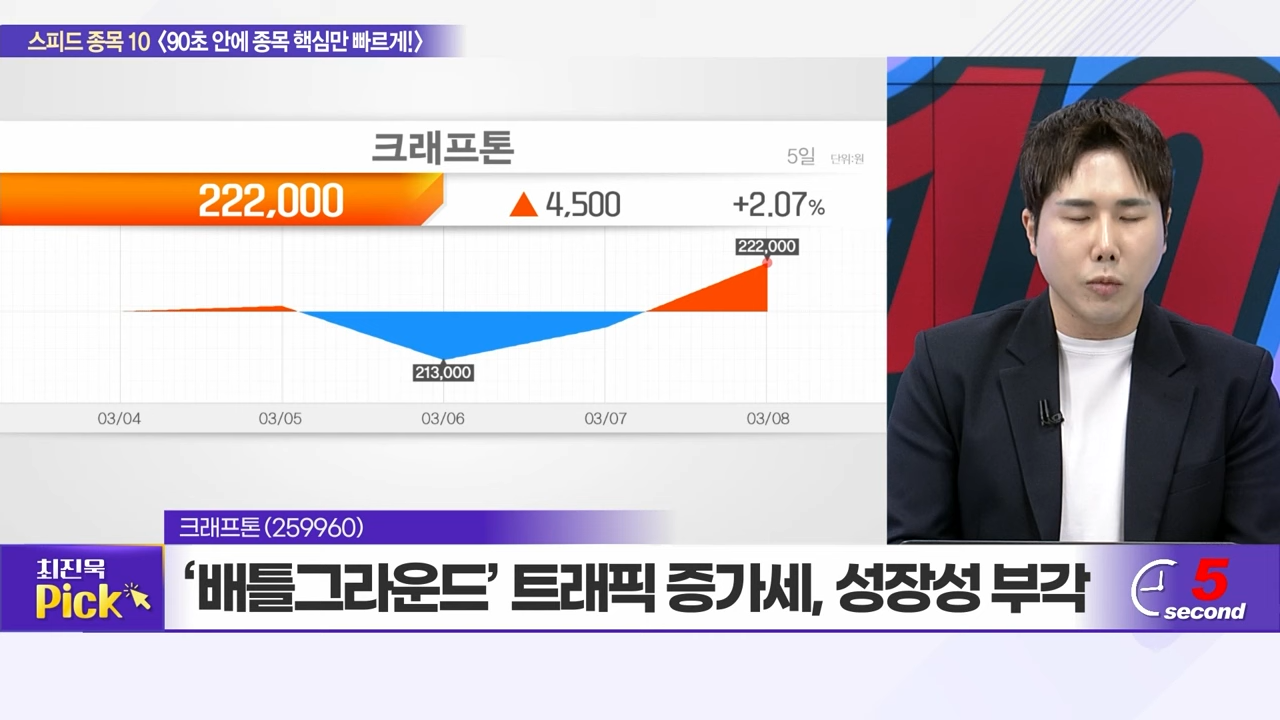 스피드 종목 10 〈90초 안에 종목 핵심만 빠르게!〉
크래프톤
5일 단위:원
222,000 ▲ 4,500 +2.07%
222,000
213,000
03/04 03/05 03/06 03/07 03/08
크래프톤(259960)
최진욱
Pick
‘배틀그라운드’ 트래픽 증가세, 성장성 부각
5
second
10